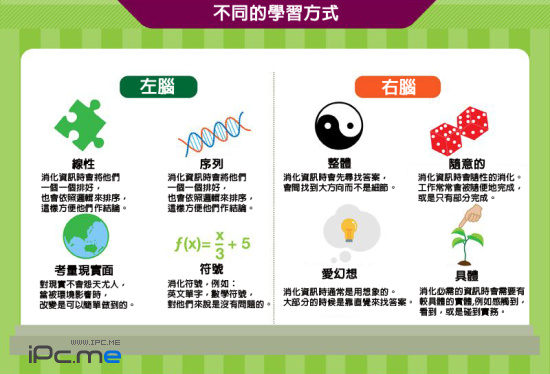 不同的學習方式
左腦
右腦
線性
消化資訊時會將他們
一個一個排好，
也會依照邏輯來排序，
這樣方便他們作結論。
序列
消化資訊時會將他們
一個一個排好，
也會依照邏輯來排序，
這樣方便他們作結論。
整體
消化資訊時會先尋找答案，
會間找到大方向而不是細節。
隨意的
消化資訊時會隨性的消化。
工作常常會被隨便地完成，
或是只有部分完成。
考量現實面
對現實不會怨天尤人，
當被環境影響時，
改變是可以簡單做到的。
f(x)= x/3 + 5
符號
消化符號，例如：
英文單字，數學符號，
對他們來說是沒有問題的。
愛幻想
消化資訊時通常是用想象的。
大部分的時候是靠直覺來找答案。
具體
消化必需的資訊時會需要有
較具體的實體,例如感觸到，
看到，或是碰到實務。
WWW.IPC.ME
iPc.me